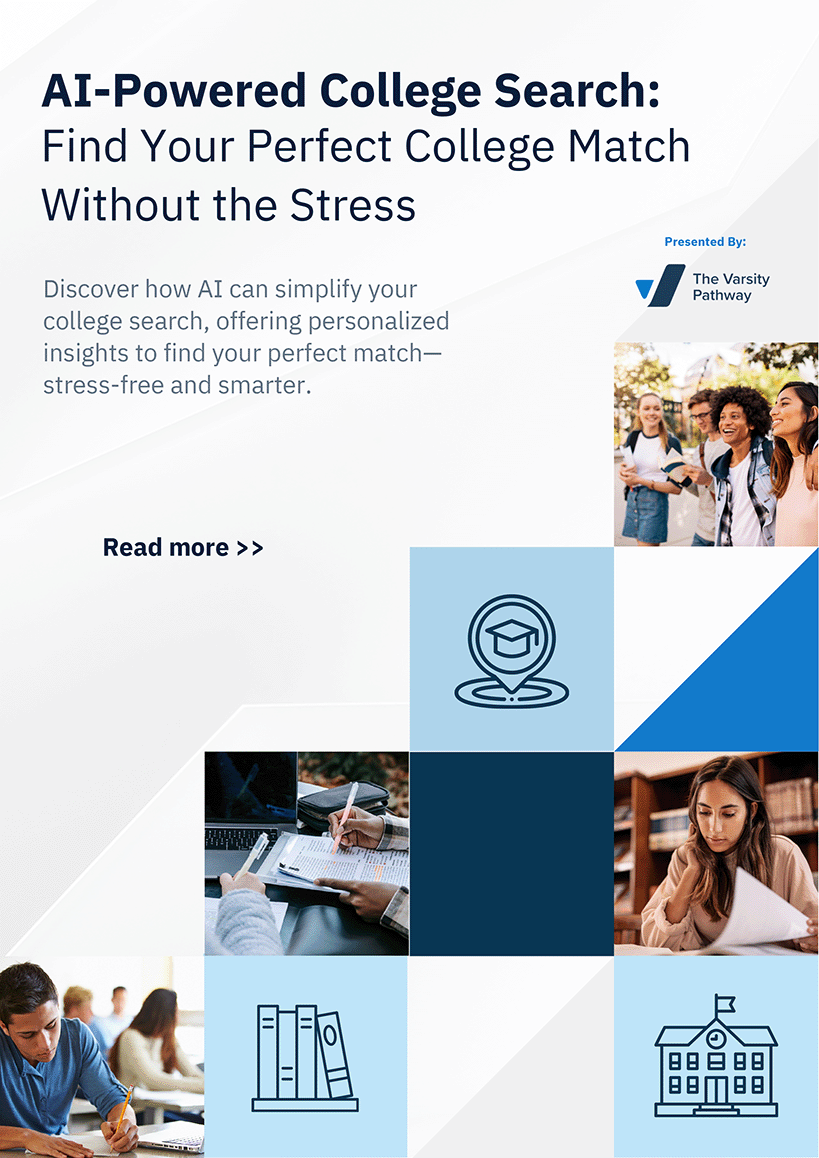 AI-Powered College Search:
Find Your Perfect College Match
Without the Stress
Presented By:
The Varsity
Pathway
Discover how AI can simplify your
college search, offering personalized
insights to find your perfect match—
stress-free and smarter.
Read more >>